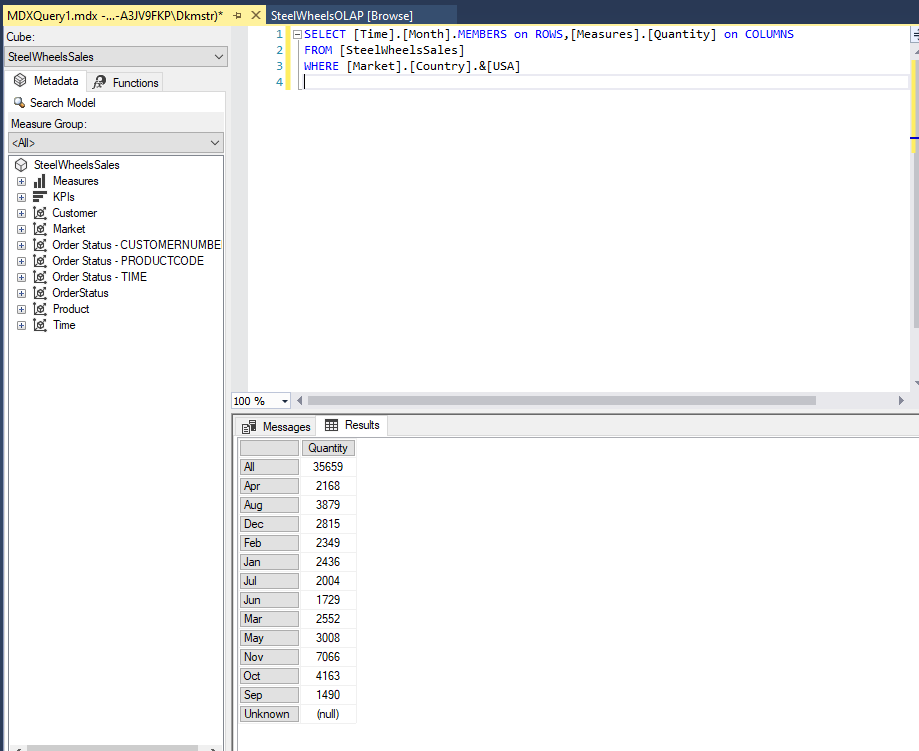 MDXQuery1.mdx -...-A3JV9FKP\Dkmstr)*
SteelWheelsOLAP [Browse]
Cube:
SteelWheelsSales
Metadata
Functions
Search Model
Measure Group:
<All>
SteelWheelsSales
Measures
KPIs
Customer
Market
Order Status - CUSTOMERNUMBE
Order Status - PRODUCTCODE
Order Status - TIME
OrderStatus
Product
Time
1 SELECT [Time].[Month].MEMBERS on ROWS,[Measures].[Quantity] on COLUMNS
2 FROM [SteelWheelsSales]
3 WHERE [Market].[Country].&[USA]
4
100 %
Messages
Results
Quantity
All 35659
Apr 2168
Aug 3879
Dec 2815
Feb 2349
Jan 2436
Jul 2004
Jun 1729
Mar 2552
May 3008
Nov 7066
Oct 4163
Sep 1490
Unknown (null)